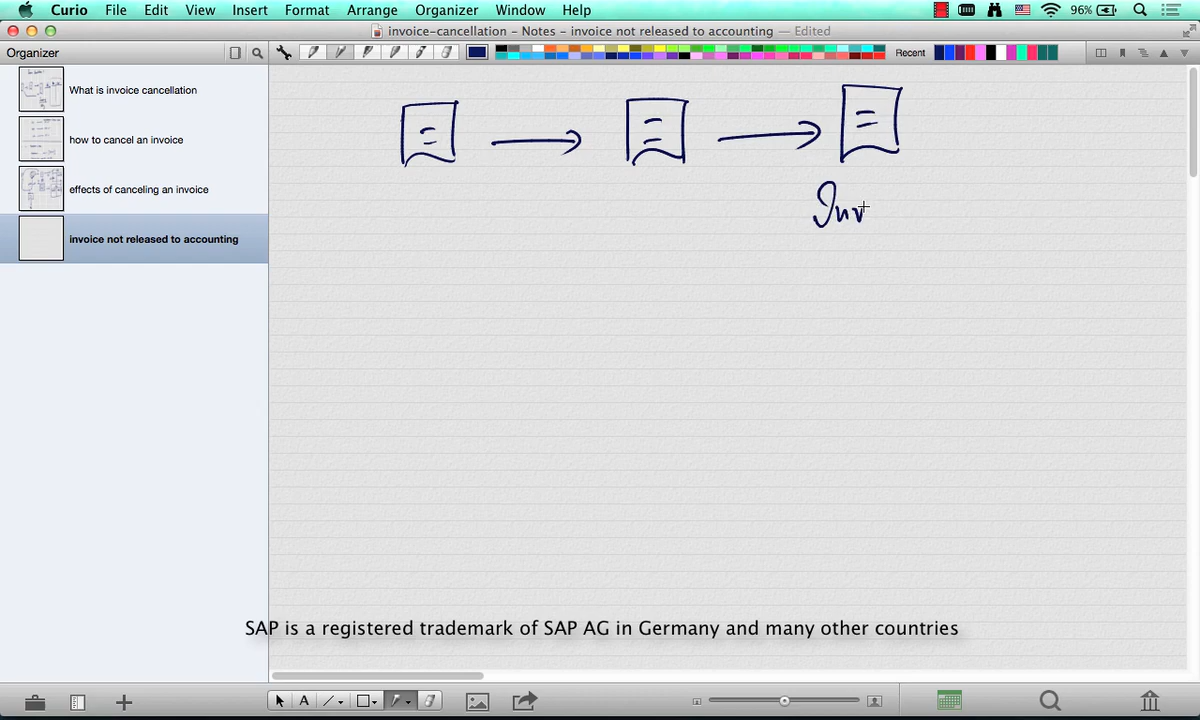 Curio File Edit View Insert Format Arrange Organizer Window Help 96%
invoice-cancellation – Notes – invoice not released to accounting — Edited
Organizer Recent
What is invoice cancellation
how to cancel an invoice
effects of canceling an invoice
invoice not released to accounting
Inv
SAP is a registered trademark of SAP AG in Germany and many other countries
A